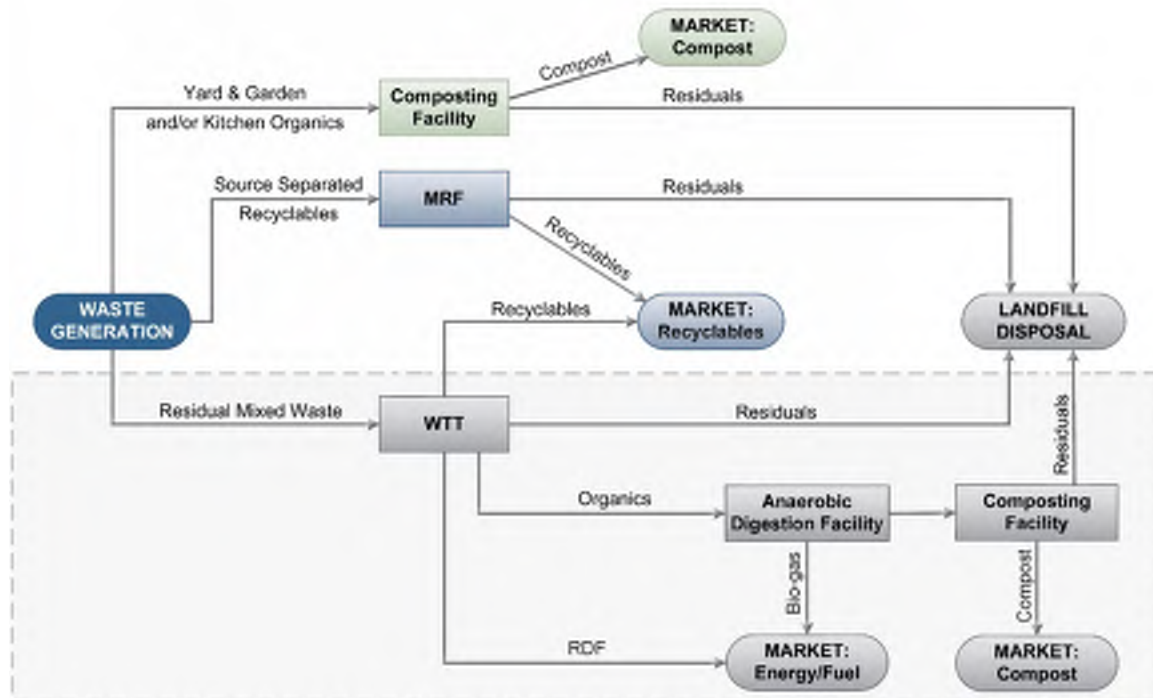 MARKET:
Compost
Compost
Yard & Garden
and/or Kitchen Organics
Composting
Facility
Residuals
Source Separated
Recyclables
MRF
Residuals
Recyclables
WASTE
GENERATION
Recyclables
MARKET:
Recyclables
LANDFILL
DISPOSAL
Residual Mixed Waste
WTT
Residuals
Residuals
Organics
Anaerobic
Digestion Facility
Composting
Facility
Bio-gas
Compost
RDF
MARKET:
Energy/Fuel
MARKET:
Compost